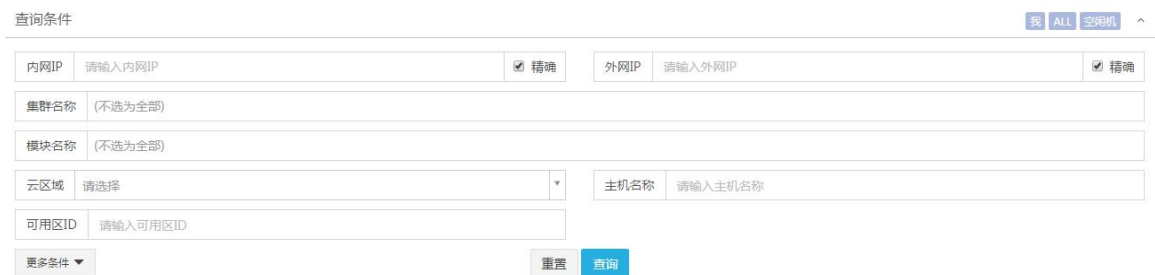 查询条件 我 ALL 空闲机
内网IP 请输入内网IP 精确 外网IP 请输入外网IP 精确
集群名称 (不选为全部)
模块名称 (不选为全部)
云区域 请选择 主机名称 请输入主机名称
可用区ID 请输入可用区ID
更多条件 重置 查询